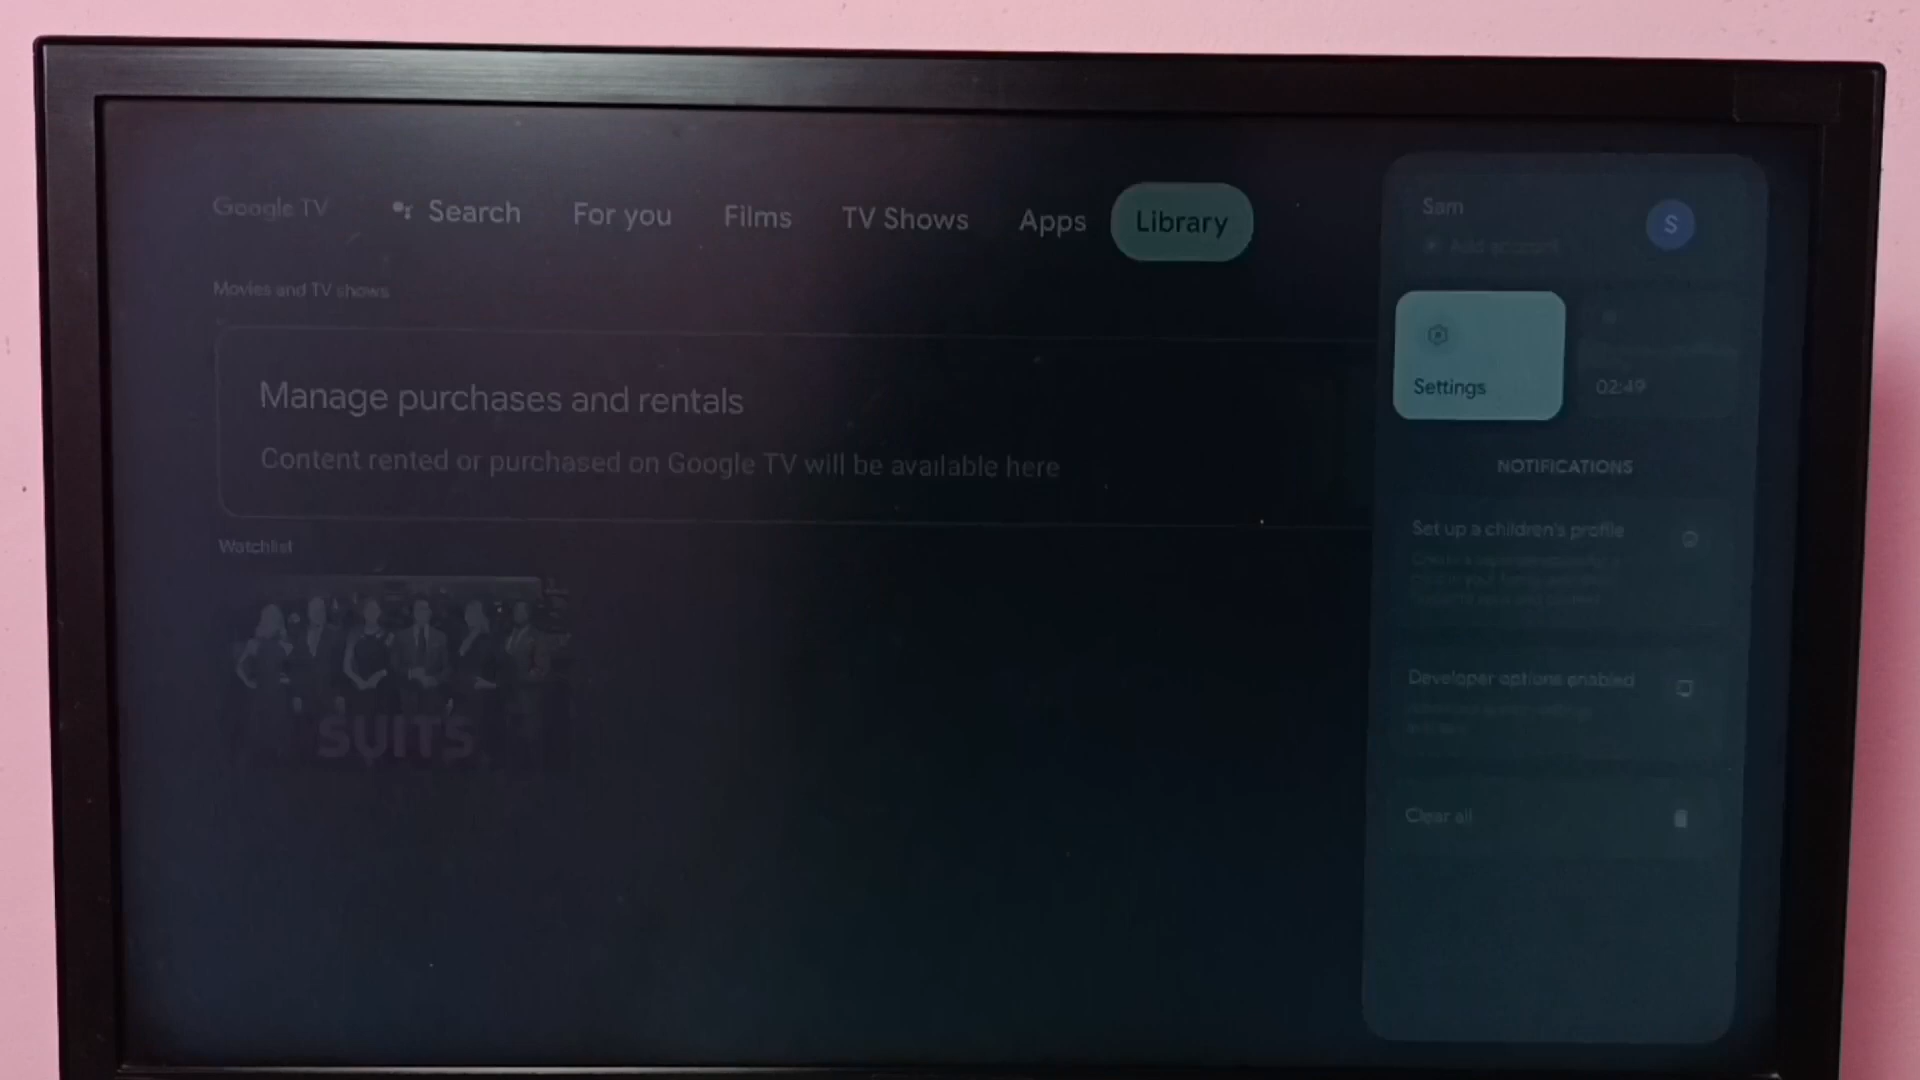 Google TV
Search
For you
Films
TV Shows
Apps
Library
Movies and TV shows
Manage purchases and rentals
Content rented or purchased on Google TV will be available here
Watchlist
SUITS
Sam
S
Add account
Settings
02:49
NOTIFICATIONS
Set up a children's profile
Developer options enabled
Clear all